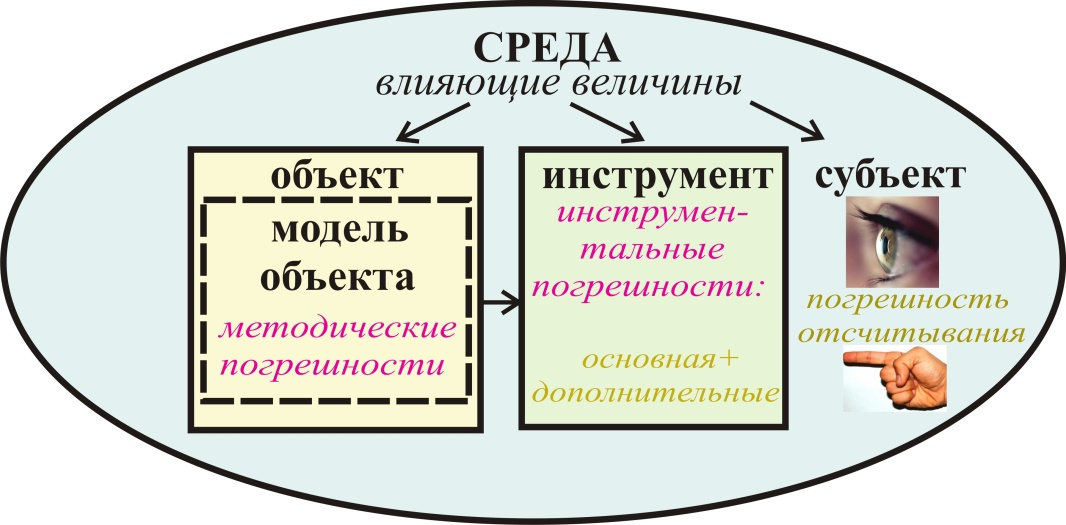 СРЕДА
влияющие величины
объект
модель
объекта
методические
погрешности
инструмент
инструмен-
тальные
погрешности:
основная+
дополнительные
субъект
погрешность
отсчитывания